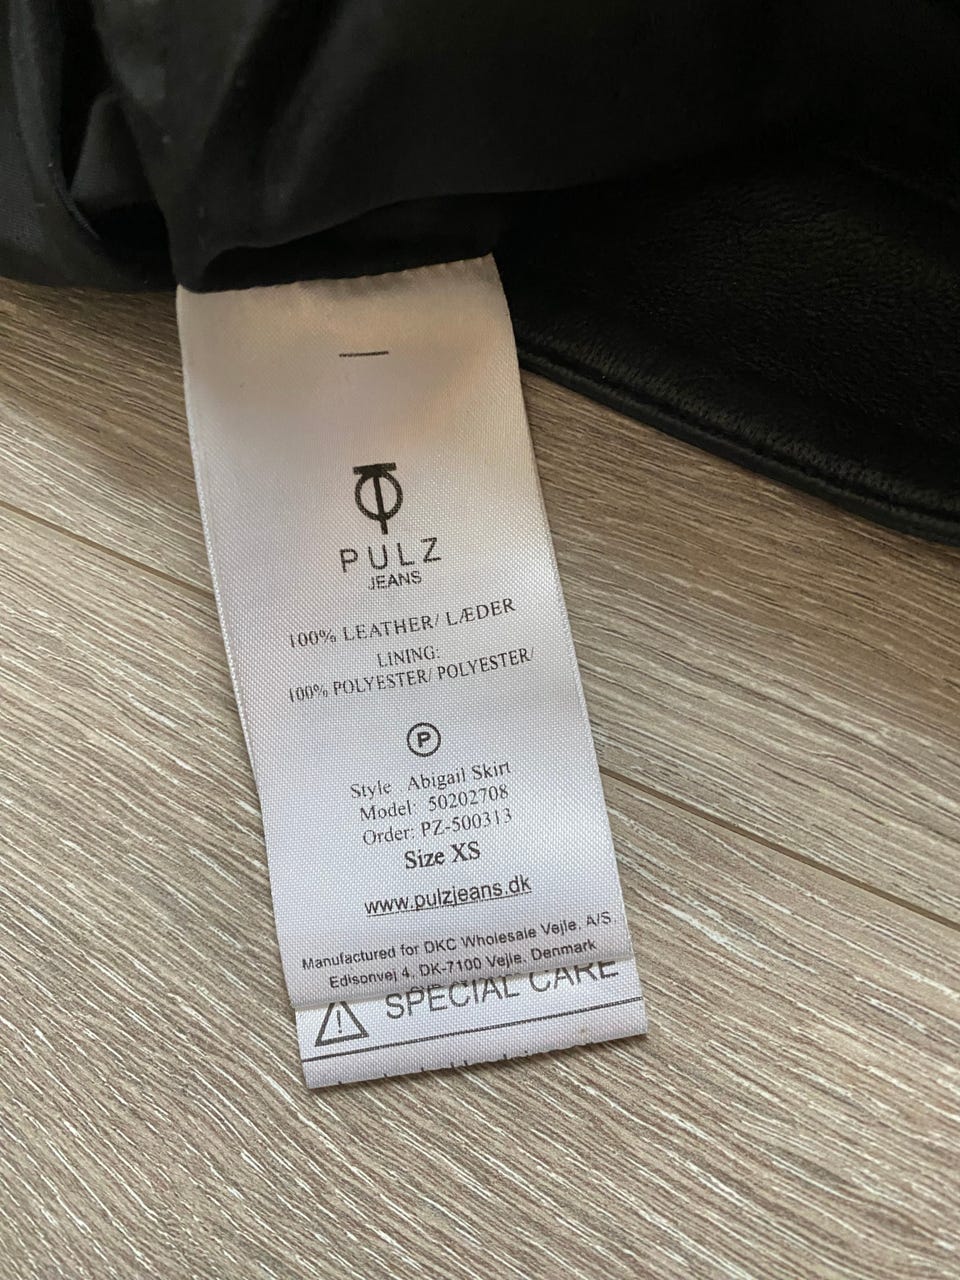 PULZ
JEANS
100% LEATHER/ LÆDER
LINING:
100% POLYESTER/ POLYESTER/
P
Style Abigail Skirt
Model: 50202708
Order: PZ-500313
Size XS
www.pulzjeans.dk
Manufactured for DKC Wholesale Vejle, A/S
Edisonvej 4, DK-7100 Vejle, Denmark
SPECIAL CARE